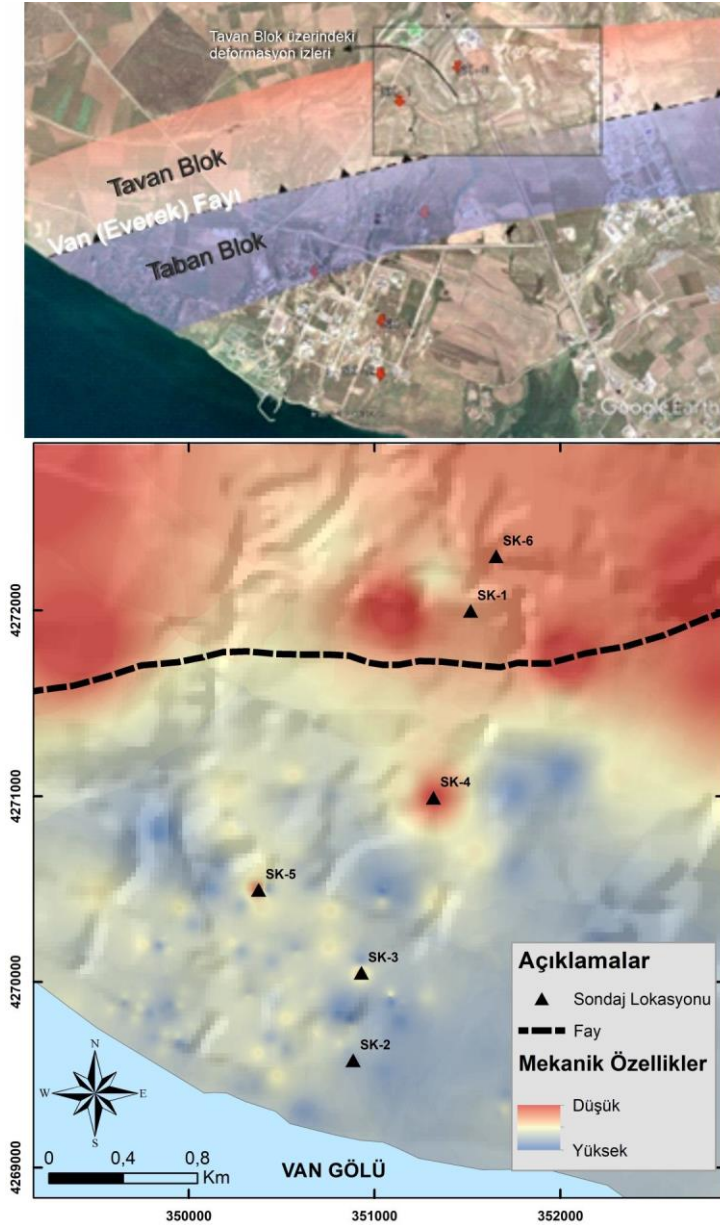 Tavan Blok üzerindeki
deformasyon izleri
Tavan Blok
Van (Everek) Fayı
Taban Blok
Google Earth
SK-6
SK-1
SK-4
SK-5
SK-3
SK-2
4272000
4271000
4270000
4269000
N
W
E
S
0
0,4
0,8
Km
VAN GÖLÜ
Açıklamalar
Sondaj Lokasyonu
Fay
Mekanik Özellikler
Düşük
Yüksek
350000
351000
352000